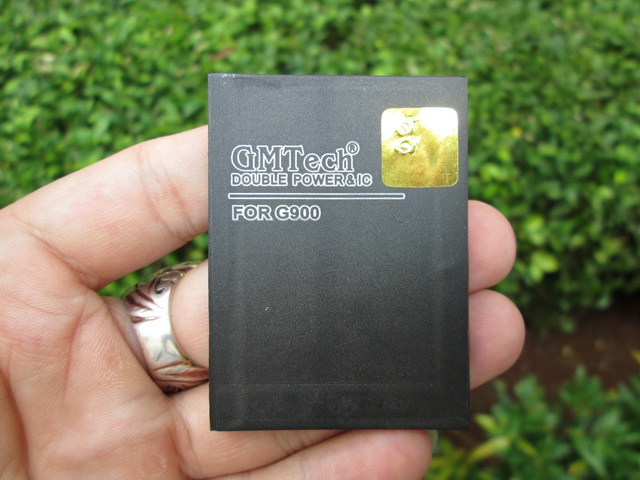 GMTech®
DOUBLE POWER & IC
FOR G900